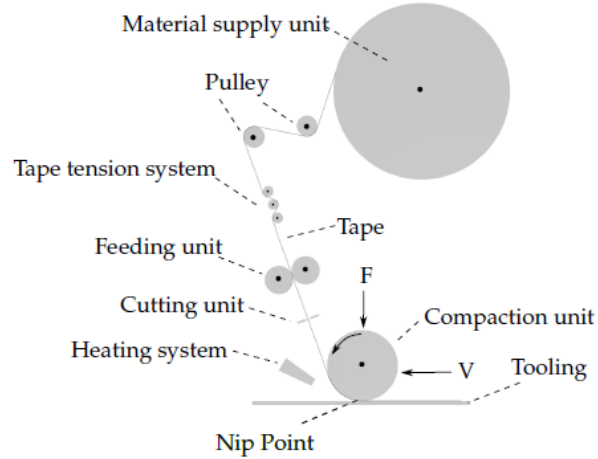 Material supply unit
Pulley
Tape tension system
Tape
Feeding unit
F
Cutting unit
Compaction unit
Heating system
V
Tooling
Nip Point